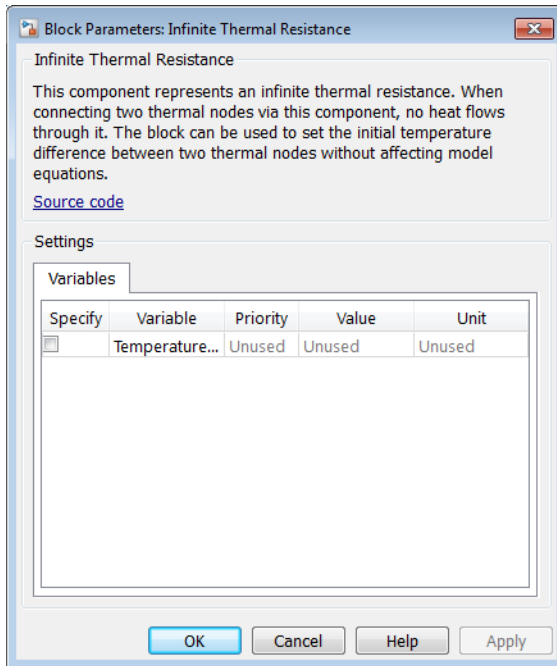 Block Parameters: Infinite Thermal Resistance
Infinite Thermal Resistance
This component represents an infinite thermal resistance. When
connecting two thermal nodes via this component, no heat flows
through it. The block can be used to set the initial temperature
difference between two thermal nodes without affecting model
equations.
Source code
Settings
Variables
Specify Variable Priority Value Unit
Temperature... Unused Unused Unused
OK Cancel Help Apply